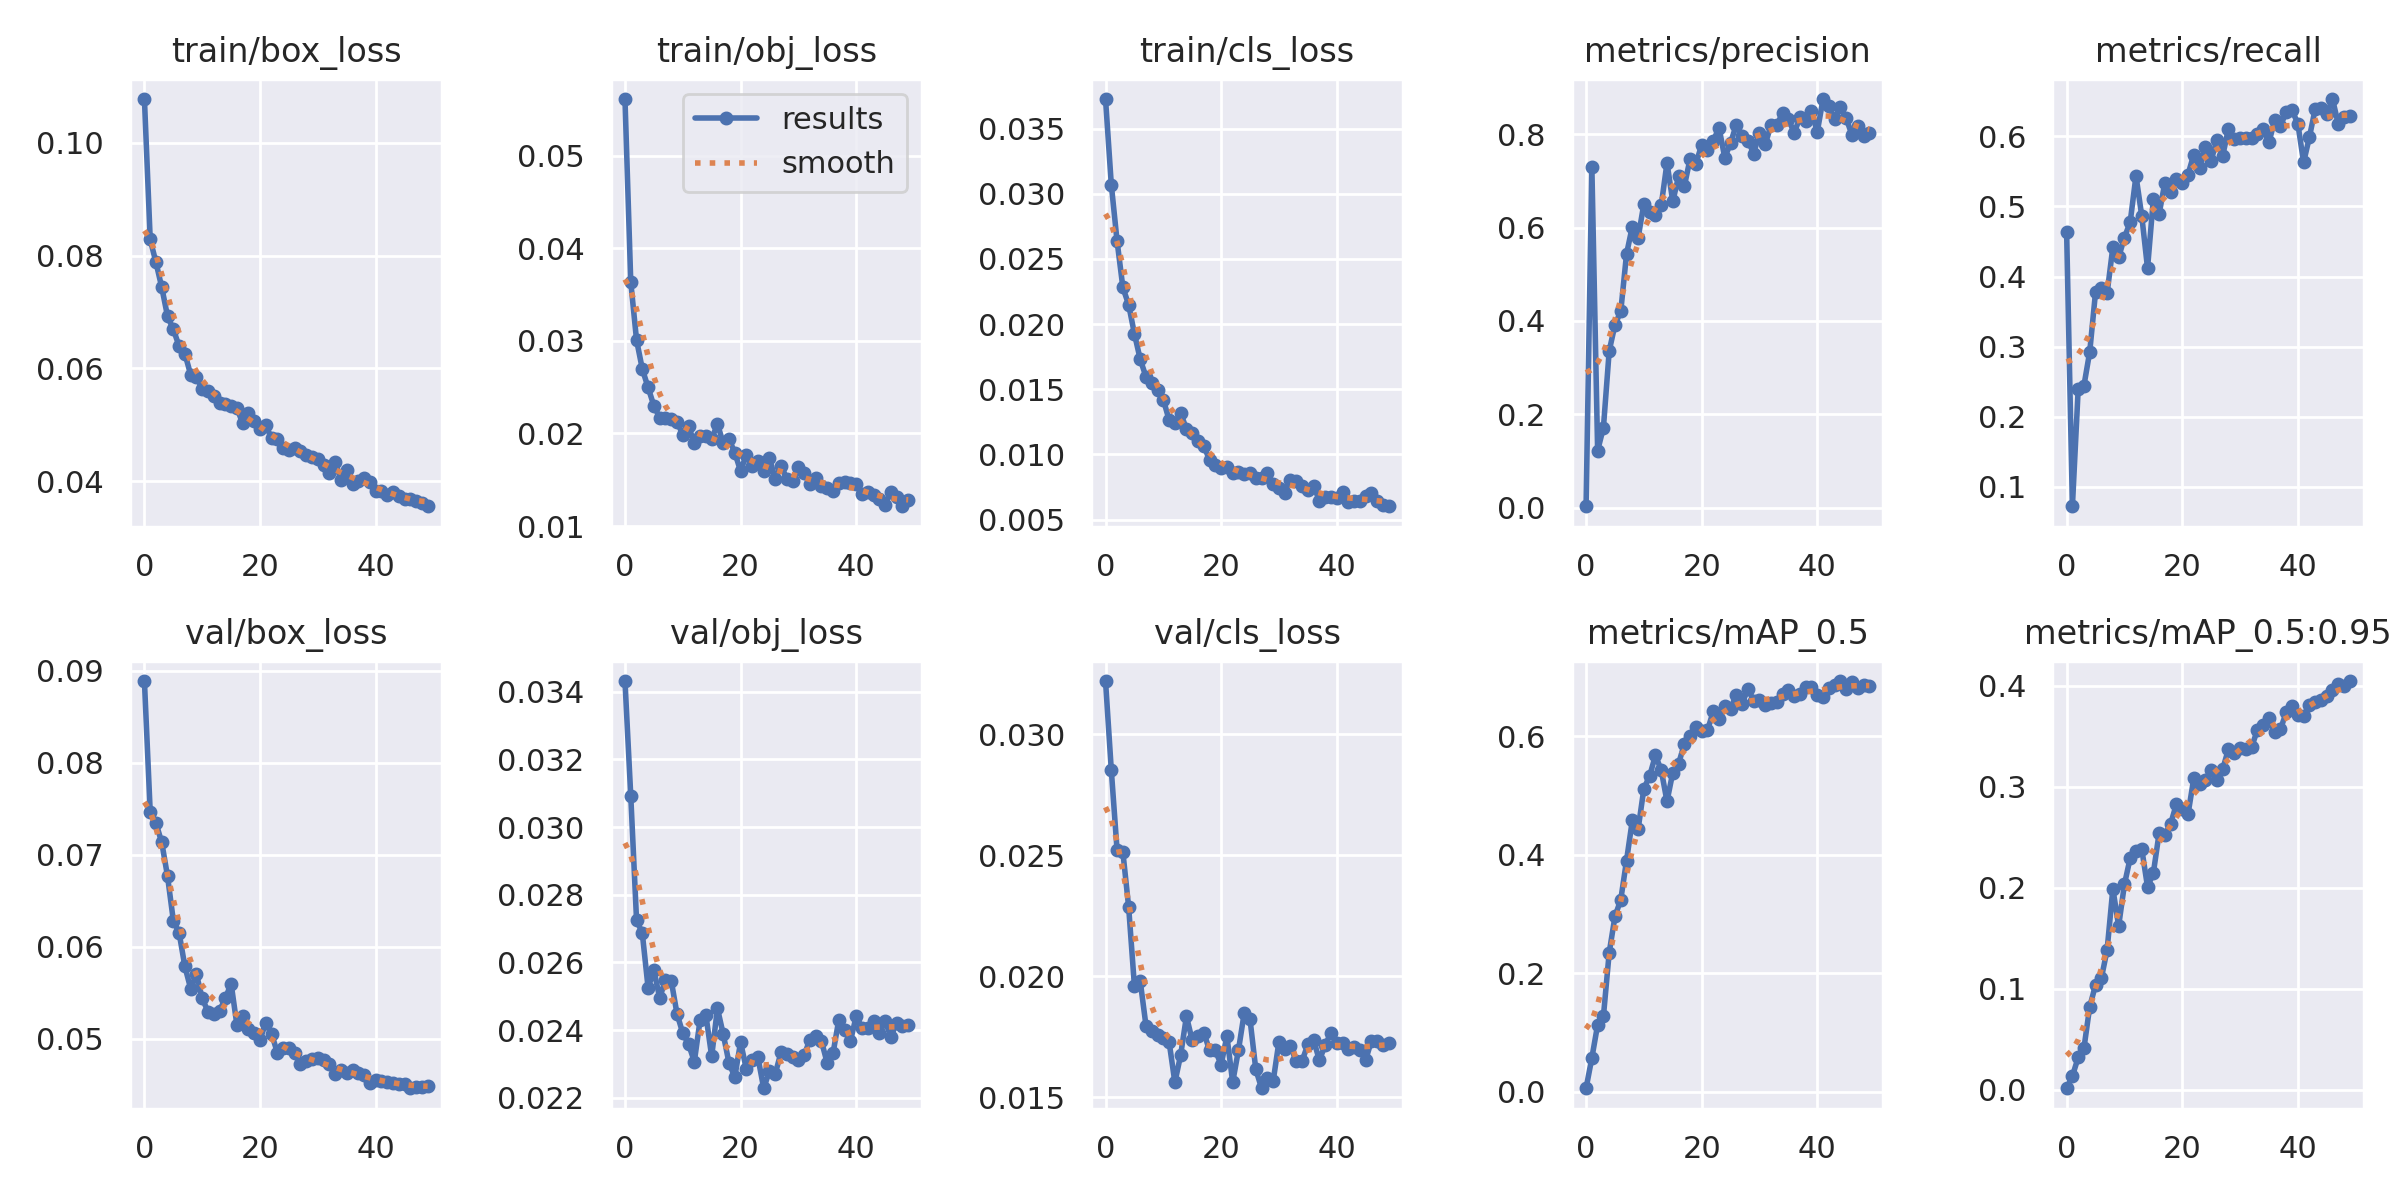 train/box_loss
0.10
0.08
0.06
0.04
0 20 40
train/obj_loss
results
smooth
0.05
0.04
0.03
0.02
0.01
0 20 40
train/cls_loss
0.035
0.030
0.025
0.020
0.015
0.010
0.005
0 20 40
metrics/precision
0.8
0.6
0.4
0.2
0.0
0 20 40
metrics/recall
0.6
0.5
0.4
0.3
0.2
0.1
0 20 40
val/box_loss
0.09
0.08
0.07
0.06
0.05
0 20 40
val/obj_loss
0.034
0.032
0.030
0.028
0.026
0.024
0.022
0 20 40
val/cls_loss
0.030
0.025
0.020
0.015
0 20 40
metrics/mAP_0.5
0.6
0.4
0.2
0.0
0 20 40
metrics/mAP_0.5:0.95
0.4
0.3
0.2
0.1
0.0
0 20 40